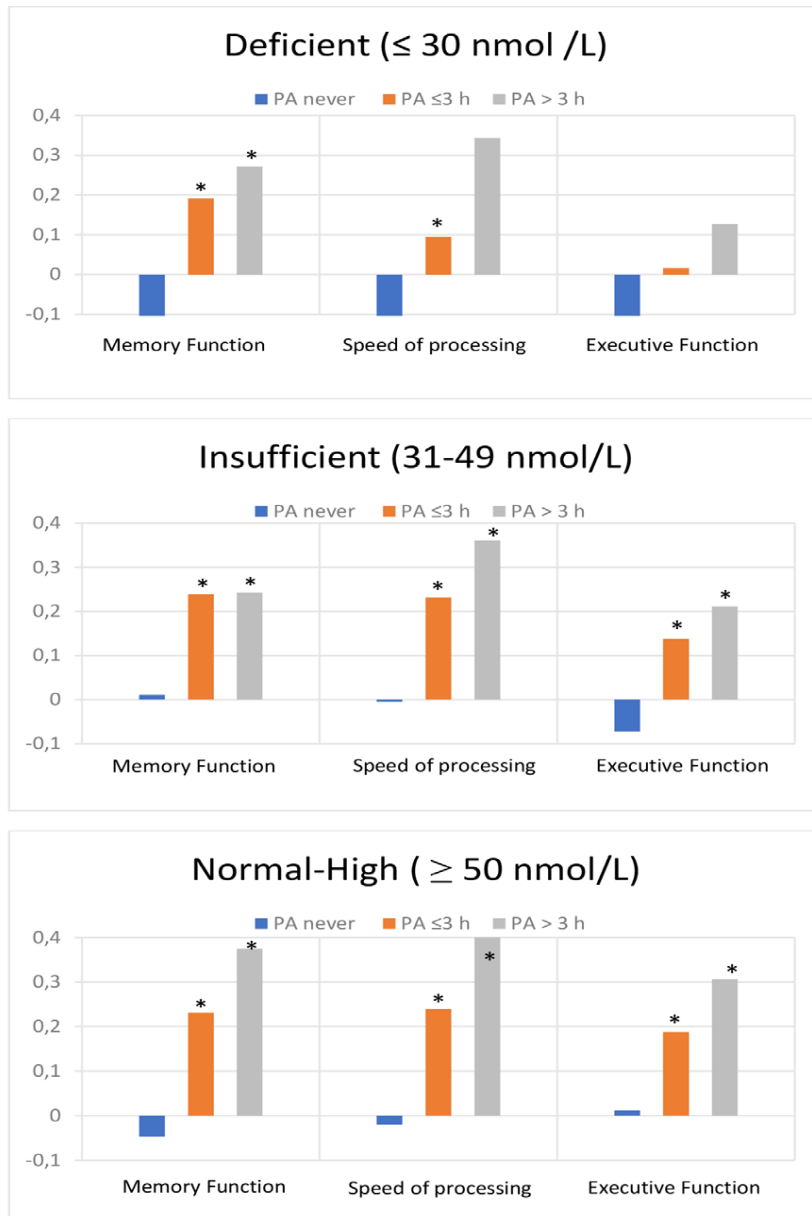 Deficient (≤ 30 nmol /L)
PA never PA ≤3 h PA > 3 h
0,4
0,3
0,1
0,1
0
-0,1
* * *
Memory Function Speed of processing Executive Function
Insufficient (31-49 nmol/L)
PA never PA ≤3 h PA > 3 h
0,4
0,3
0,2
0,1
0
-0,1
* * * * * *
Memory Function Speed of processing Executive Function
Normal-High ( ≥ 50 nmol/L)
PA never PA ≤3 h PA > 3 h
0,4
0,3
0,2
0,1
0
-0,1
* * * * * *
Memory Function Speed of processing Executive Function